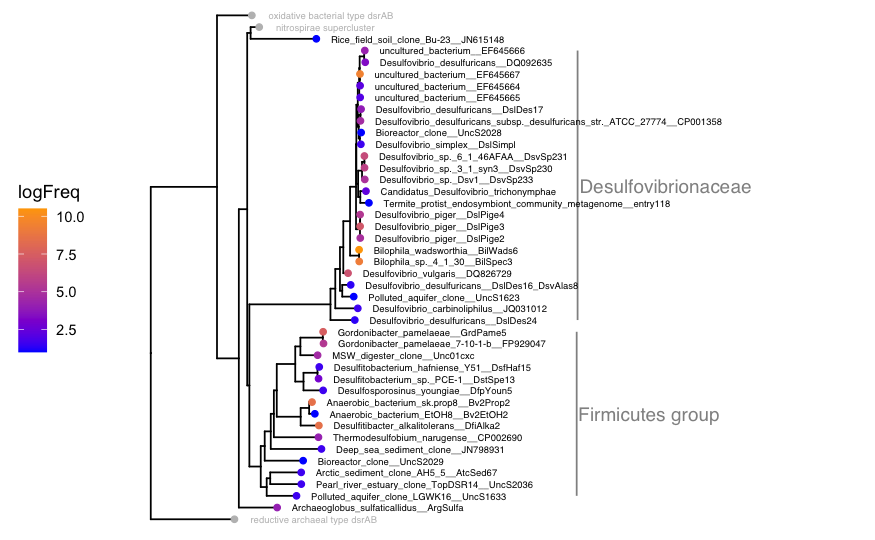 oxidative bacterial type dsrAB
nitrospirae supercluster
Rice_field_soil_clone_Bu-23__JN615148
uncultured_bacterium__EF645666
Desulfovibrio_desulfuricans__DQ092635
uncultured_bacterium__EF645667
uncultured_bacterium__EF645664
uncultured_bacterium__EF645665
Desulfovibrio_desulfuricans__DslDes17
Desulfovibrio_desulfuricans_subsp._desulfuricans_str._ATCC_27774__CP001358
Bioreactor_clone__UncS2028
Desulfovibrio_simplex__DslSimpl
Desulfovibrio_sp._6_1_46AFAA__DsvSp231
Desulfovibrio_sp._3_1_syn3__DsvSp230
Desulfovibrio_sp._Dsv1__DsvSp233
Candidatus_Desulfovibrio_trichonymphae
Termite_protist_endosymbiont_community_metagenome__entry118
Desulfovibrio_piger__DslPige4
Desulfovibrio_piger__DslPige3
Desulfovibrio_piger__DslPige2
Bilophila_wadsworthia__BilWads6
Bilophila_sp._4_1_30__BilSpec3
Desulfovibrio_vulgaris__DQ826729
Desulfovibrio_desulfuricans__DslDes16_DsvAlas8
Polluted_aquifer_clone__UncS1623
Desulfovibrio_carbinoliphilus__JQ031012
Desulfovibrio_desulfuricans__DslDes24
Gordonibacter_pamelaeae__GrdPame5
Gordonibacter_pamelaeae_7-10-1-b__FP929047
MSW_digester_clone__Unc01cxc
Desulfitobacterium_hafniense_Y51__DsfHaf15
Desulfitobacterium_sp._PCE-1__DstSpe13
Desulfosporosinus_youngiae__DfpYoun5
Anaerobic_bacterium_sk.prop8__Bv2Prop2
Anaerobic_bacterium_EtOH8__Bv2EtOH2
Desulfitibacter_alkalitolerans__DfiAlka2
Thermodesulfobium_narugense__CP002690
Deep_sea_sediment_clone__JN798931
Bioreactor_clone__UncS2029
Arctic_sediment_clone_AH5_5__AtcSed67
Pearl_river_estuary_clone_TopDSR14__UncS2036
Polluted_aquifer_clone_LGWK16__UncS1633
Archaeoglobus_sulfaticallidus__ArgSulfa
reductive archaeal type dsrAB
Desulfovibrionaceae
Firmicutes group
logFreq
10.0
7.5
5.0
2.5